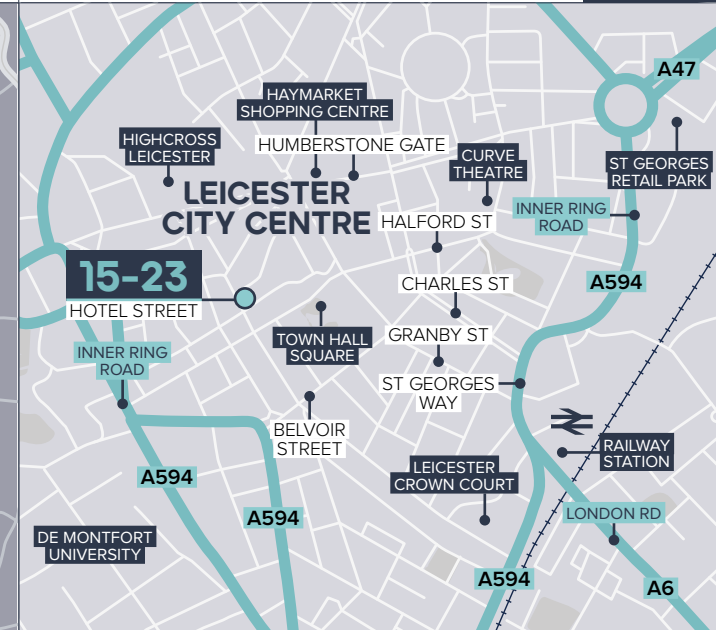 A47
HAYMARKET
SHOPPING CENTRE
HIGHCROSS
LEICESTER
HUMBERSTONE GATE
CURVE
THEATRE
ST GEORGES
RETAIL PARK
LEICESTER
CITY CENTRE
HALFORD ST
INNER RING
ROAD
15-23
HOTEL STREET
CHARLES ST
A594
TOWN HALL
SQUARE
GRANBY ST
INNER RING
ROAD
ST GEORGES
WAY
BELVOIR
STREET
RAILWAY
STATION
LEICESTER
CROWN COURT
A594
A594
LONDON RD
DE MONTFORT
UNIVERSITY
A594
A6